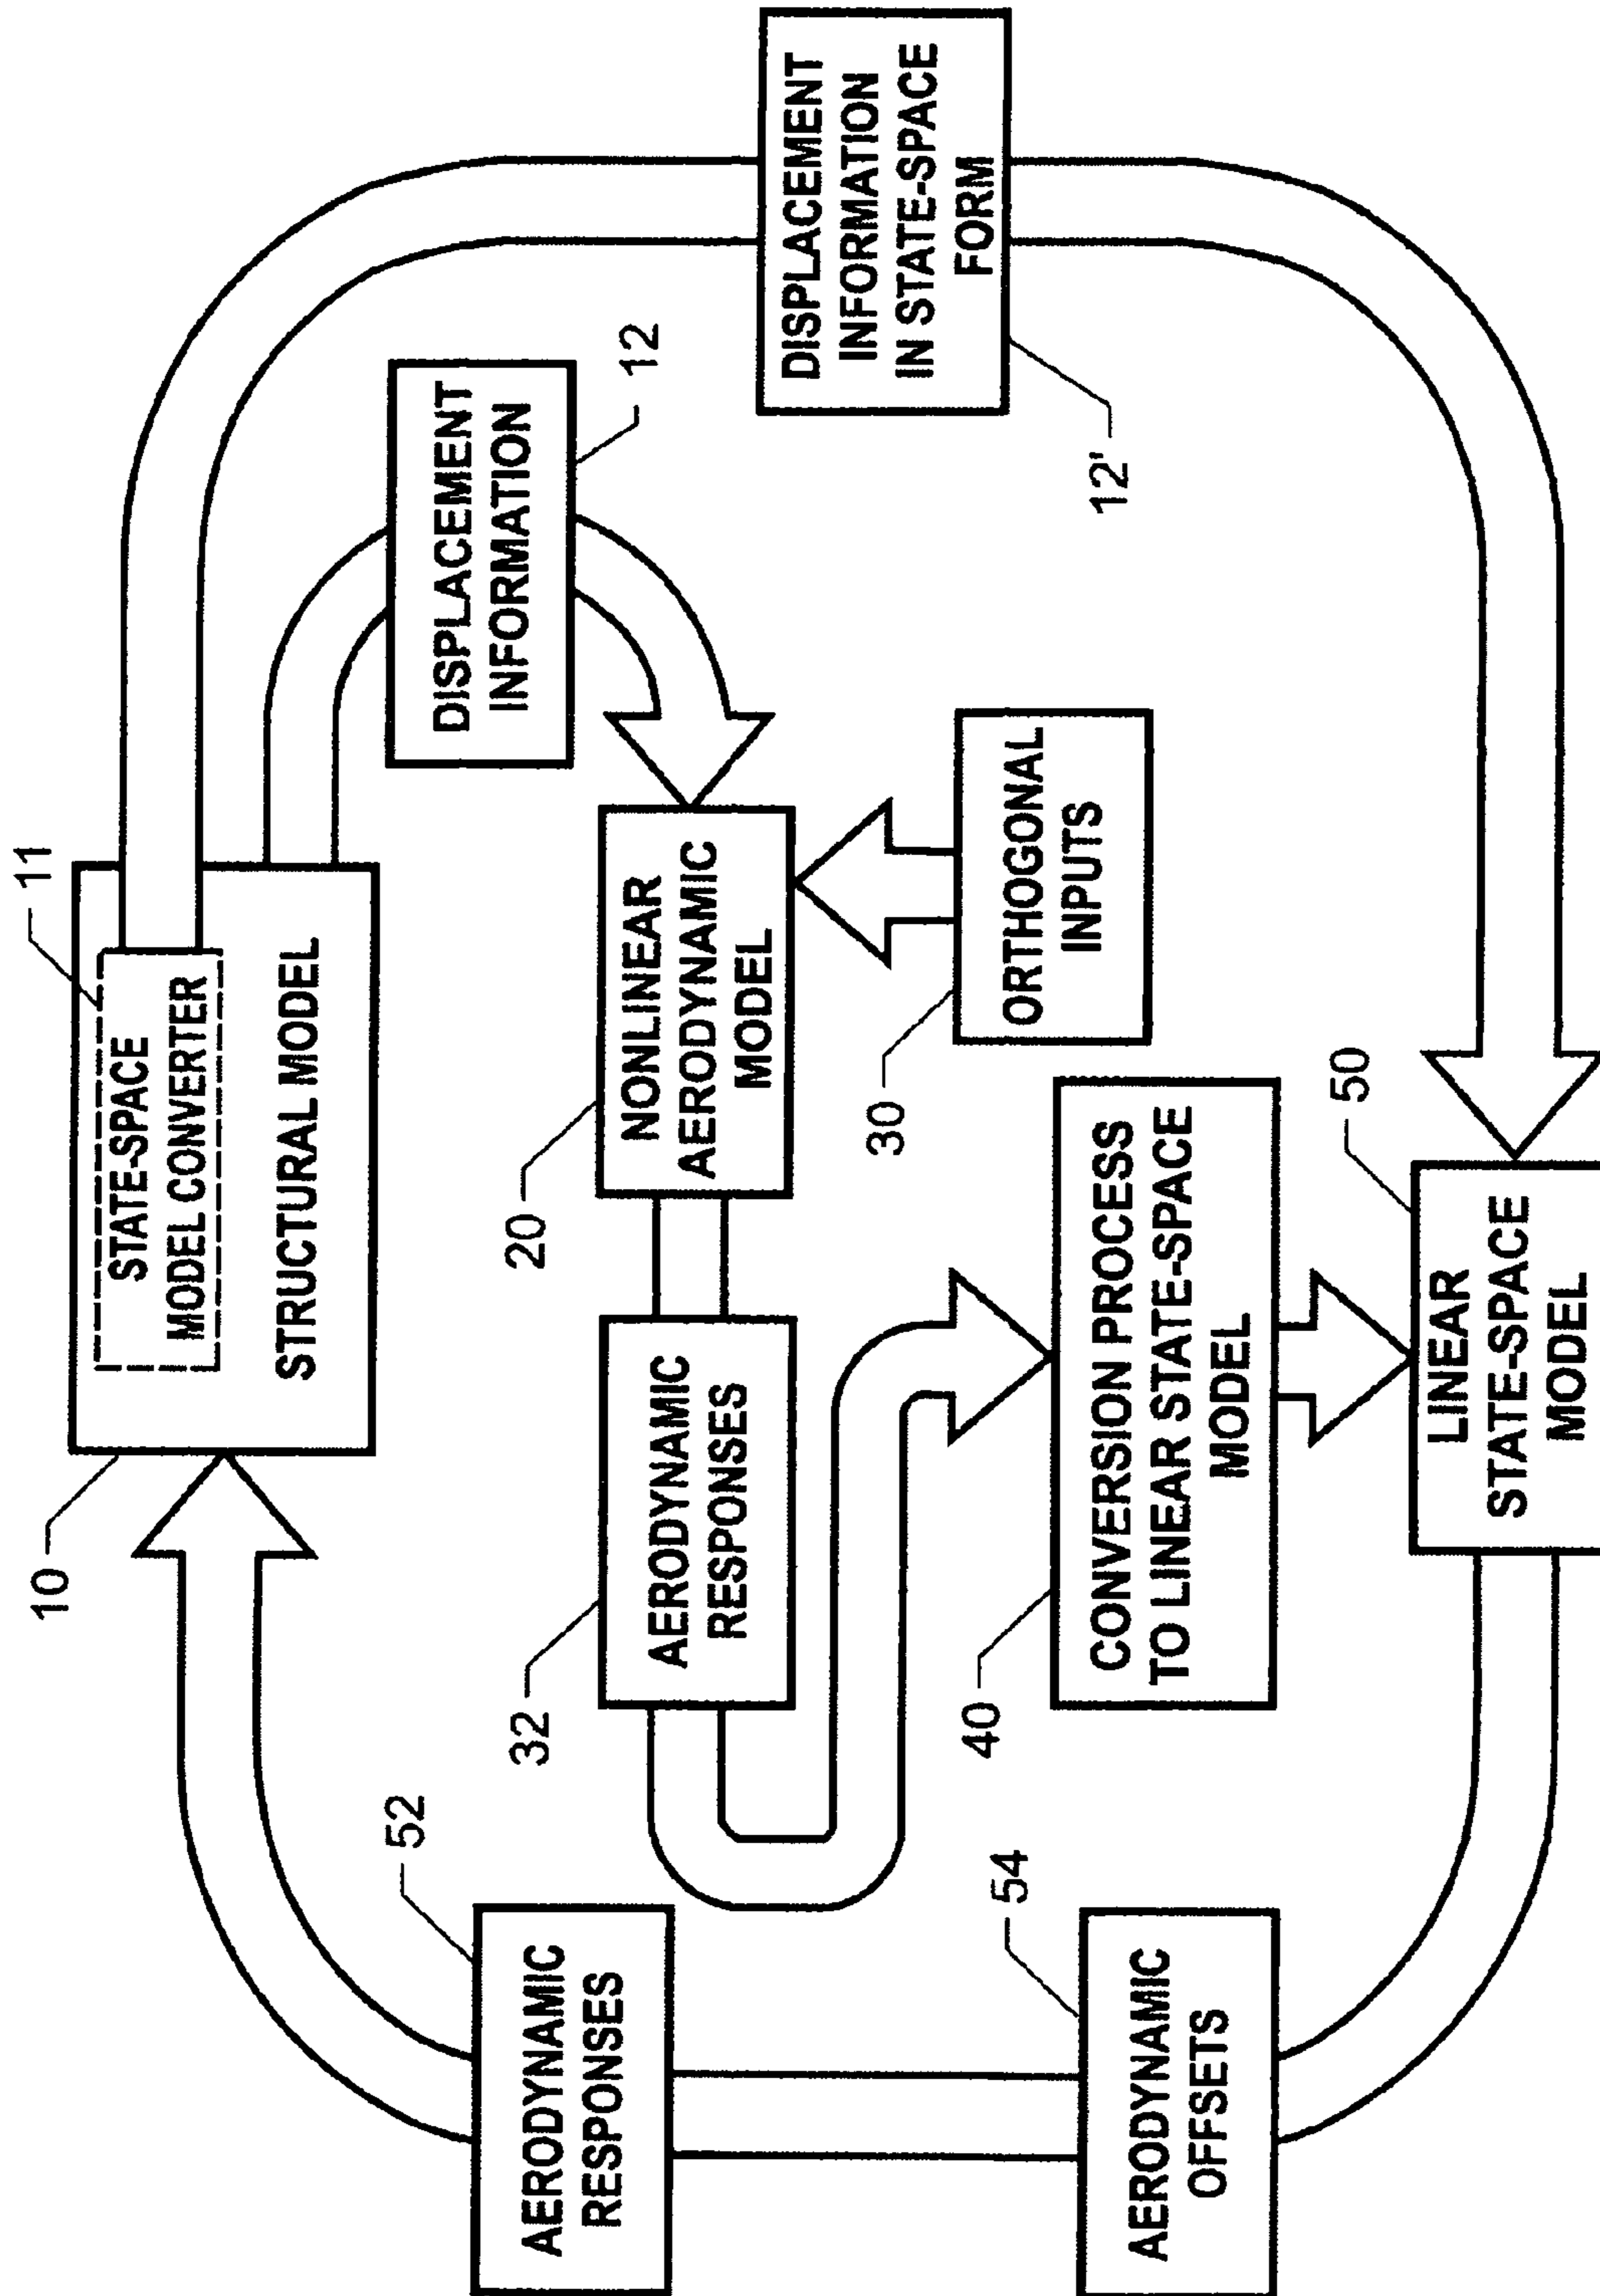 10
11
STATE-SPACE
MODEL CONVERTER
STRUCTURAL MODEL
52
AERODYNAMIC
RESPONSES
32
AERODYNAMIC
RESPONSES
20
NONLINEAR
AERODYNAMIC
MODEL
DISPLACEMENT
INFORMATION
12
54
AERODYNAMIC
OFFSETS
40
CONVERSION PROCESS
TO LINEAR STATE-SPACE
MODEL
30
ORTHOGONAL
INPUTS
DISPLACEMENT
INFORMATION
IN STATE-SPACE
FORM
12'
50
LINEAR
STATE-SPACE
MODEL